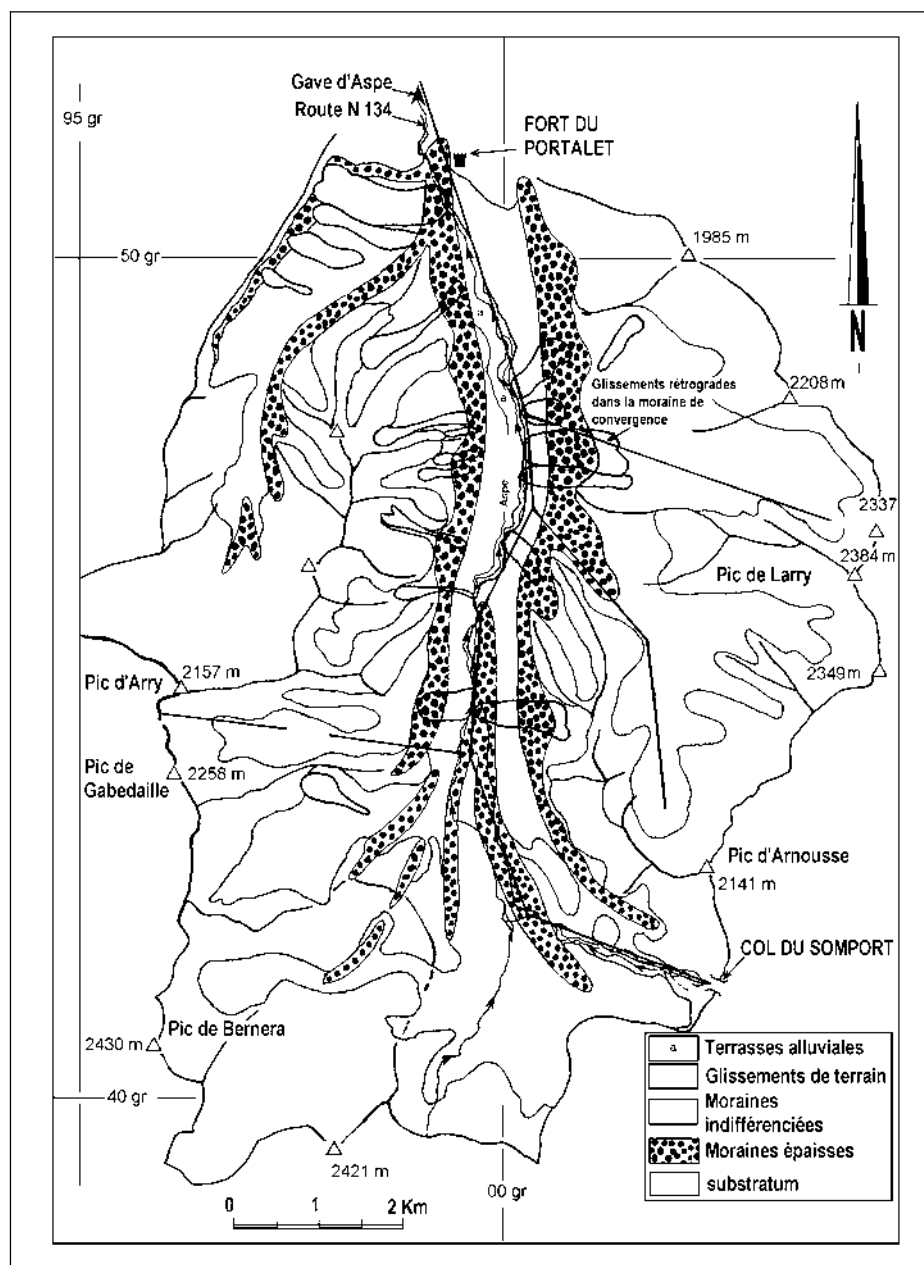 Gave d'Aspe
Route N 134
95 gr
FORT DU
PORTALET
50 gr
1985 m
N
a
2208 m
Glissements rétrogrades
dans la moraine de
convergence
a
Aspe
2337
2384 m
Pic de Larry
2349 m
2157 m
Pic d'Arry
Pic de
Gabedaille
2258 m
Pic d'Arnousse
2141 m
COL DU SOMPORT
Pic de Bernera
2430 m
40 gr
2421 m
00 gr
0 1 2 Km
a Terrasses alluviales
Glissements de terrain
Moraines
indifférenciées
Moraines épaisses
substratum